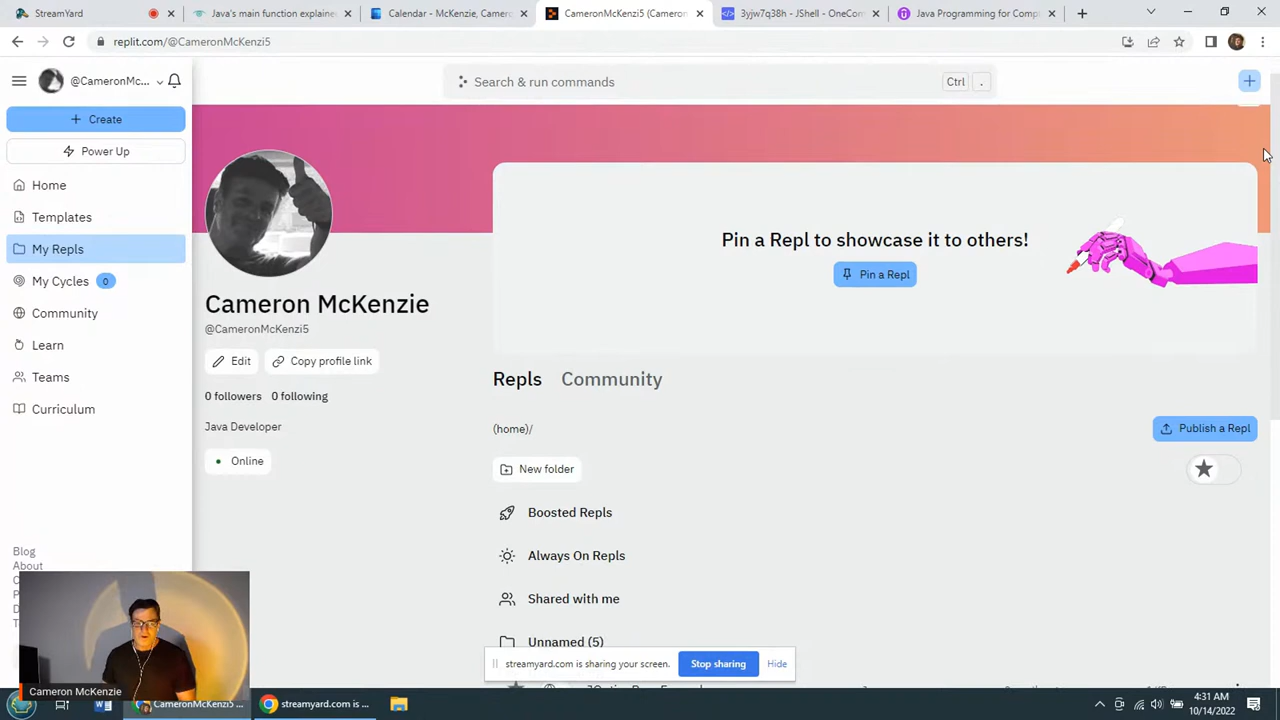 StreamYard
Java's main function explaine
Calendar - McKenzie, Cameron
CameronMcKenzi5 (Cameron
3yjw7q38h - JShell - OneCom
Java Programming for Compl
replit.com/@CameronMcKenzi5
@CameronMc...
Search & run commands
Ctrl .
Create
Power Up
Home
Templates
My Repls
My Cycles 0
Community
Learn
Teams
Curriculum
Pin a Repl to showcase it to others!
Pin a Repl
Cameron McKenzie
@CameronMcKenzi5
Edit
Copy profile link
0 followers 0 following
Java Developer
Online
Repls Community
(home)/
Publish a Repl
New folder
Boosted Repls
Always On Repls
Shared with me
Unnamed (5)
Blog
About
streamyard.com is sharing your screen.
Stop sharing
Hide
Cameron McKenzie
CameronMcKenzi5 ...
streamyard.com is ...
4:31 AM
10/14/2022